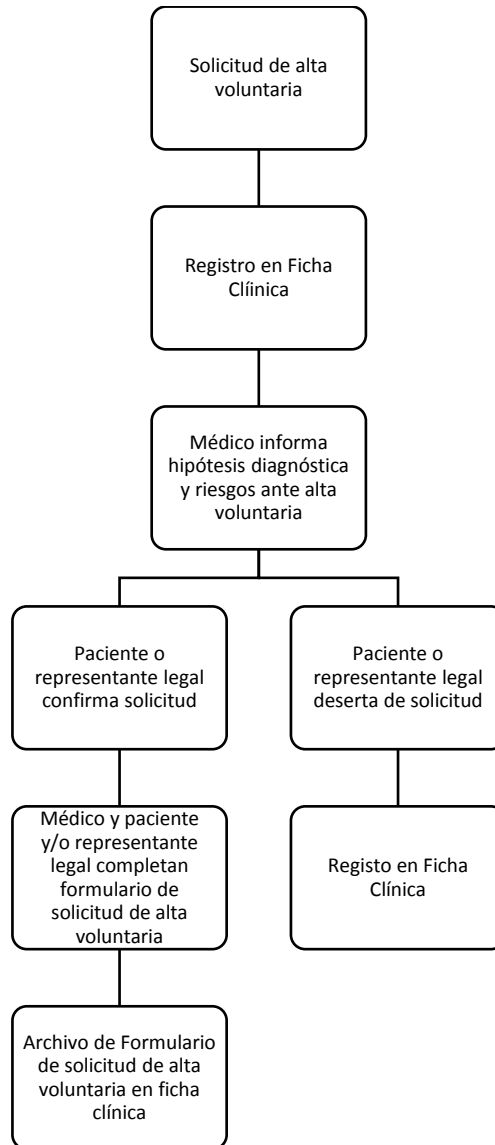 Solicitud de alta
voluntaria
Registro en Ficha
Clíinica
Médico informa
hipótesis diagnóstica
y riesgos ante alta
voluntaria
Paciente o
representante legal
confirma solicitud
Paciente o
representante legal
deserta de solicitud
Médico y paciente
y/o representante
legal completan
formulario de
solicitud de alta
voluntaria
Registo en Ficha
Clínica
Archivo de Formulario
de solicitud de alta
voluntaria en ficha
clínica